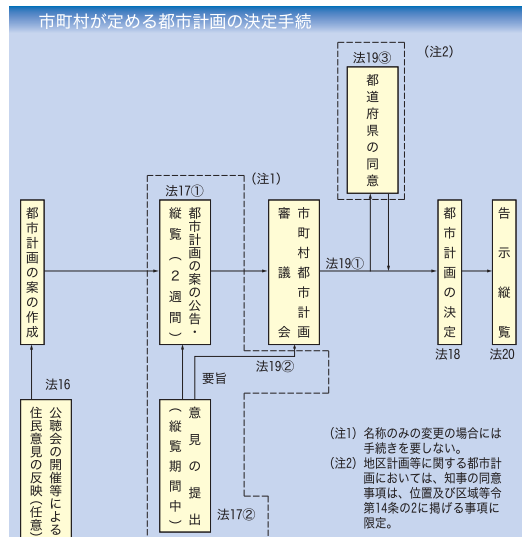 市町村が定める都市計画の決定手続
(注2)
法19③
都道府県の同意
(注1)
法17①
都市計画の案の作成
都市計画の案の公告・
縦覧(2週間)
市町村都市計画
審議会
法19①
都市計画の決定
告示縦覧
法18
法20
法16
要旨
法19②
公聴会の開催等による
住民意見の反映(任意)
意見の提出
(縦覧期間中)
法17②
(注1) 名称のみの変更の場合には
手続きを要しない。
(注2) 地区計画等に関する都市計
画においては、知事の同意
事項は、位置及び区域等令
第14条の2に掲げる事項に
限定。